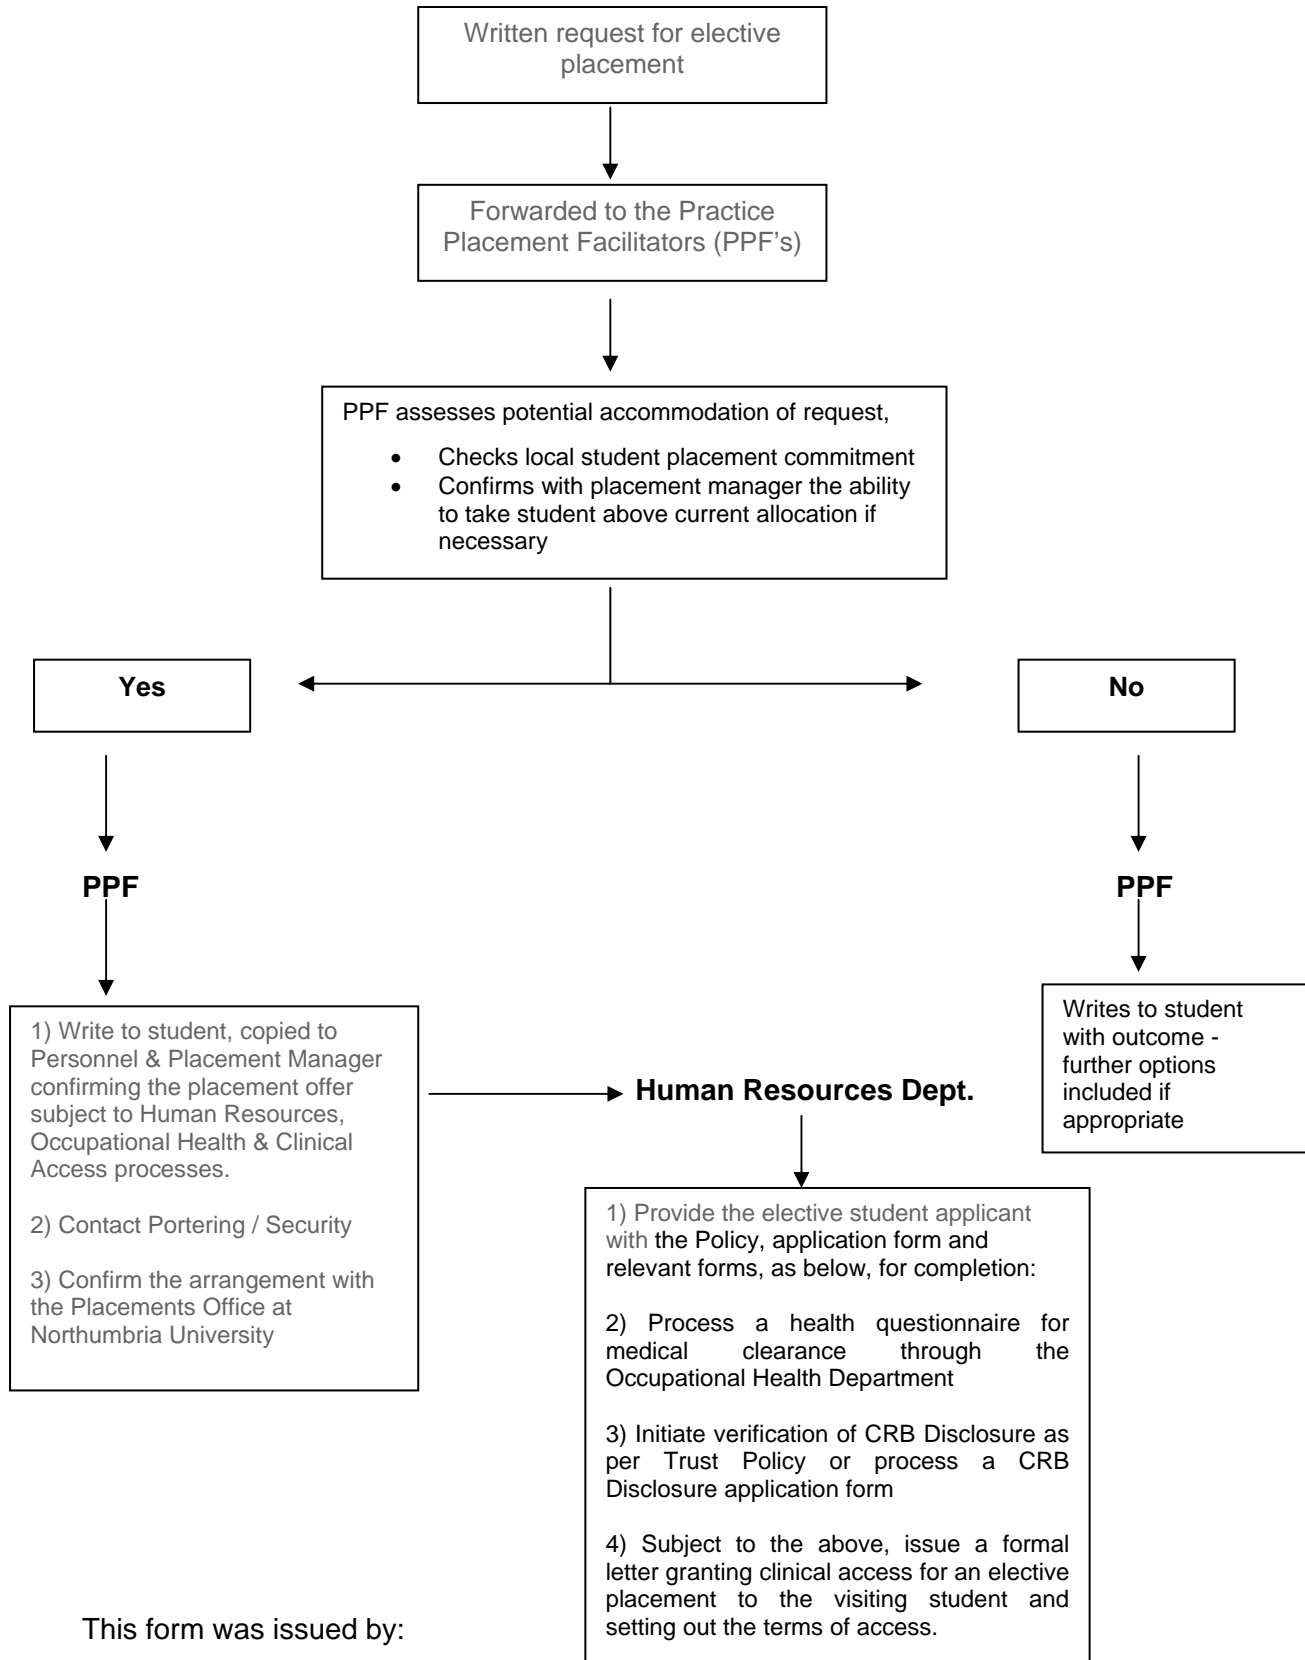 Written request for elective
placement
Forwarded to the Practice
Placement Facilitators (PPF's)
PPF assesses potential accommodation of request,
• Checks local student placement commitment
• Confirms with placement manager the ability
to take student above current allocation if
necessary
Yes
No
PPF
PPF
1) Write to student, copied to
Personnel & Placement Manager
confirming the placement offer
subject to Human Resources,
Occupational Health & Clinical
Access processes.
2) Contact Portering / Security
3) Confirm the arrangement with
the Placements Office at
Northumbria University
Human Resources Dept.
Writes to student
with outcome -
further options
included if
appropriate
1) Provide the elective student applicant
with the Policy, application form and
relevant forms, as below, for completion:
2) Process a health questionnaire for
medical clearance through the
Occupational Health Department
3) Initiate verification of CRB Disclosure as
per Trust Policy or process a CRB
Disclosure application form
4) Subject to the above, issue a formal
letter granting clinical access for an elective
placement to the visiting student and
setting out the terms of access.
This form was issued by: